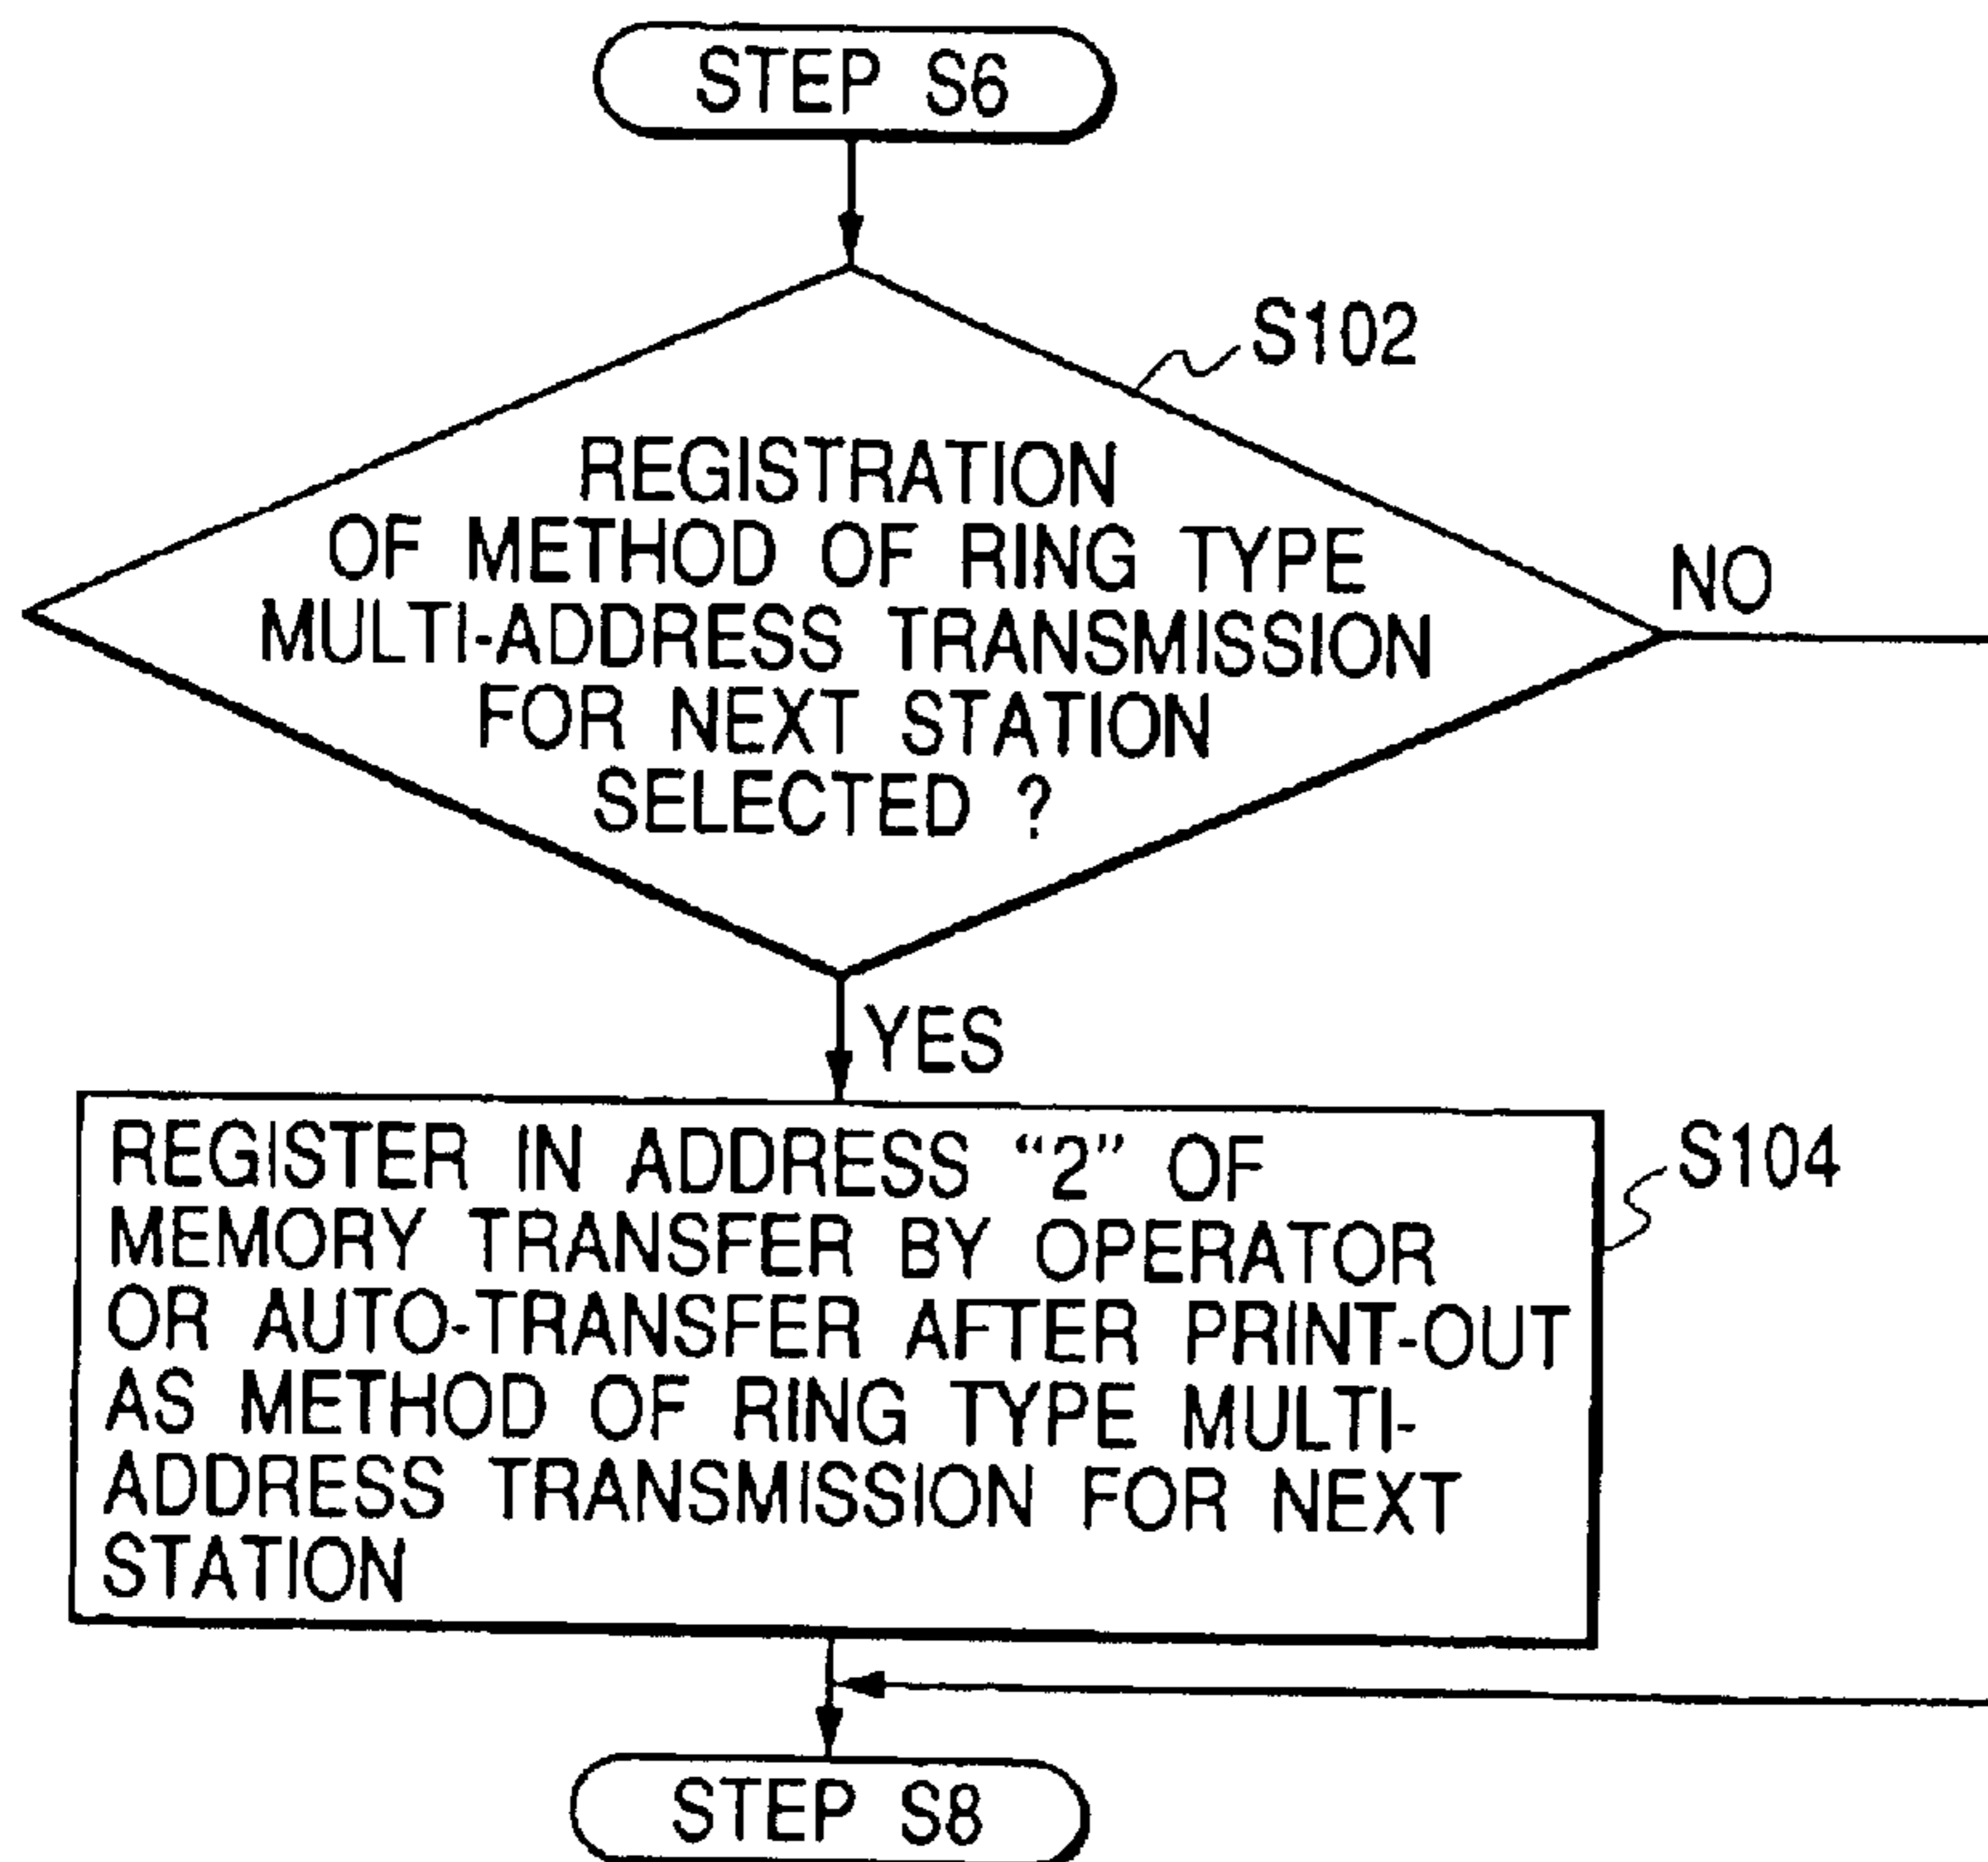 STEP S6
S102
REGISTRATION
OF METHOD OF RING TYPE
MULTI-ADDRESS TRANSMISSION
FOR NEXT STATION
SELECTED ?
NO
YES
REGISTER IN ADDRESS “2” OF
MEMORY TRANSFER BY OPERATOR
OR AUTO-TRANSFER AFTER PRINT-OUT
AS METHOD OF RING TYPE MULTI-
ADDRESS TRANSMISSION FOR NEXT
STATION
S104
STEP S8